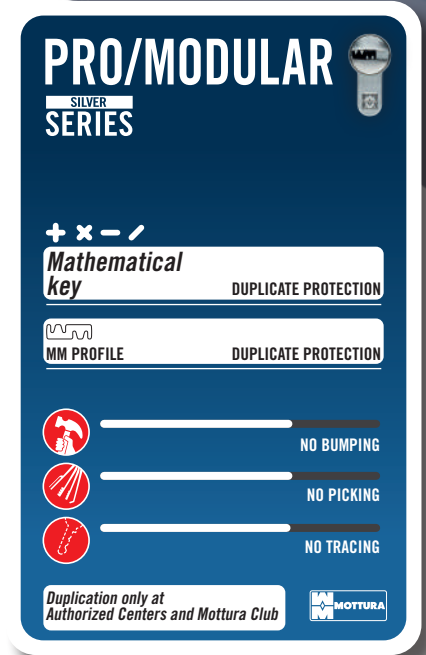 PRO/MODULAR
SILVER
SERIES
Mathematical
key
DUPLICATE PROTECTION
MM PROFILE
DUPLICATE PROTECTION
NO BUMPING
NO PICKING
NO TRACING
Duplication only at
Authorized Centers and Mottura Club
MOTTURA